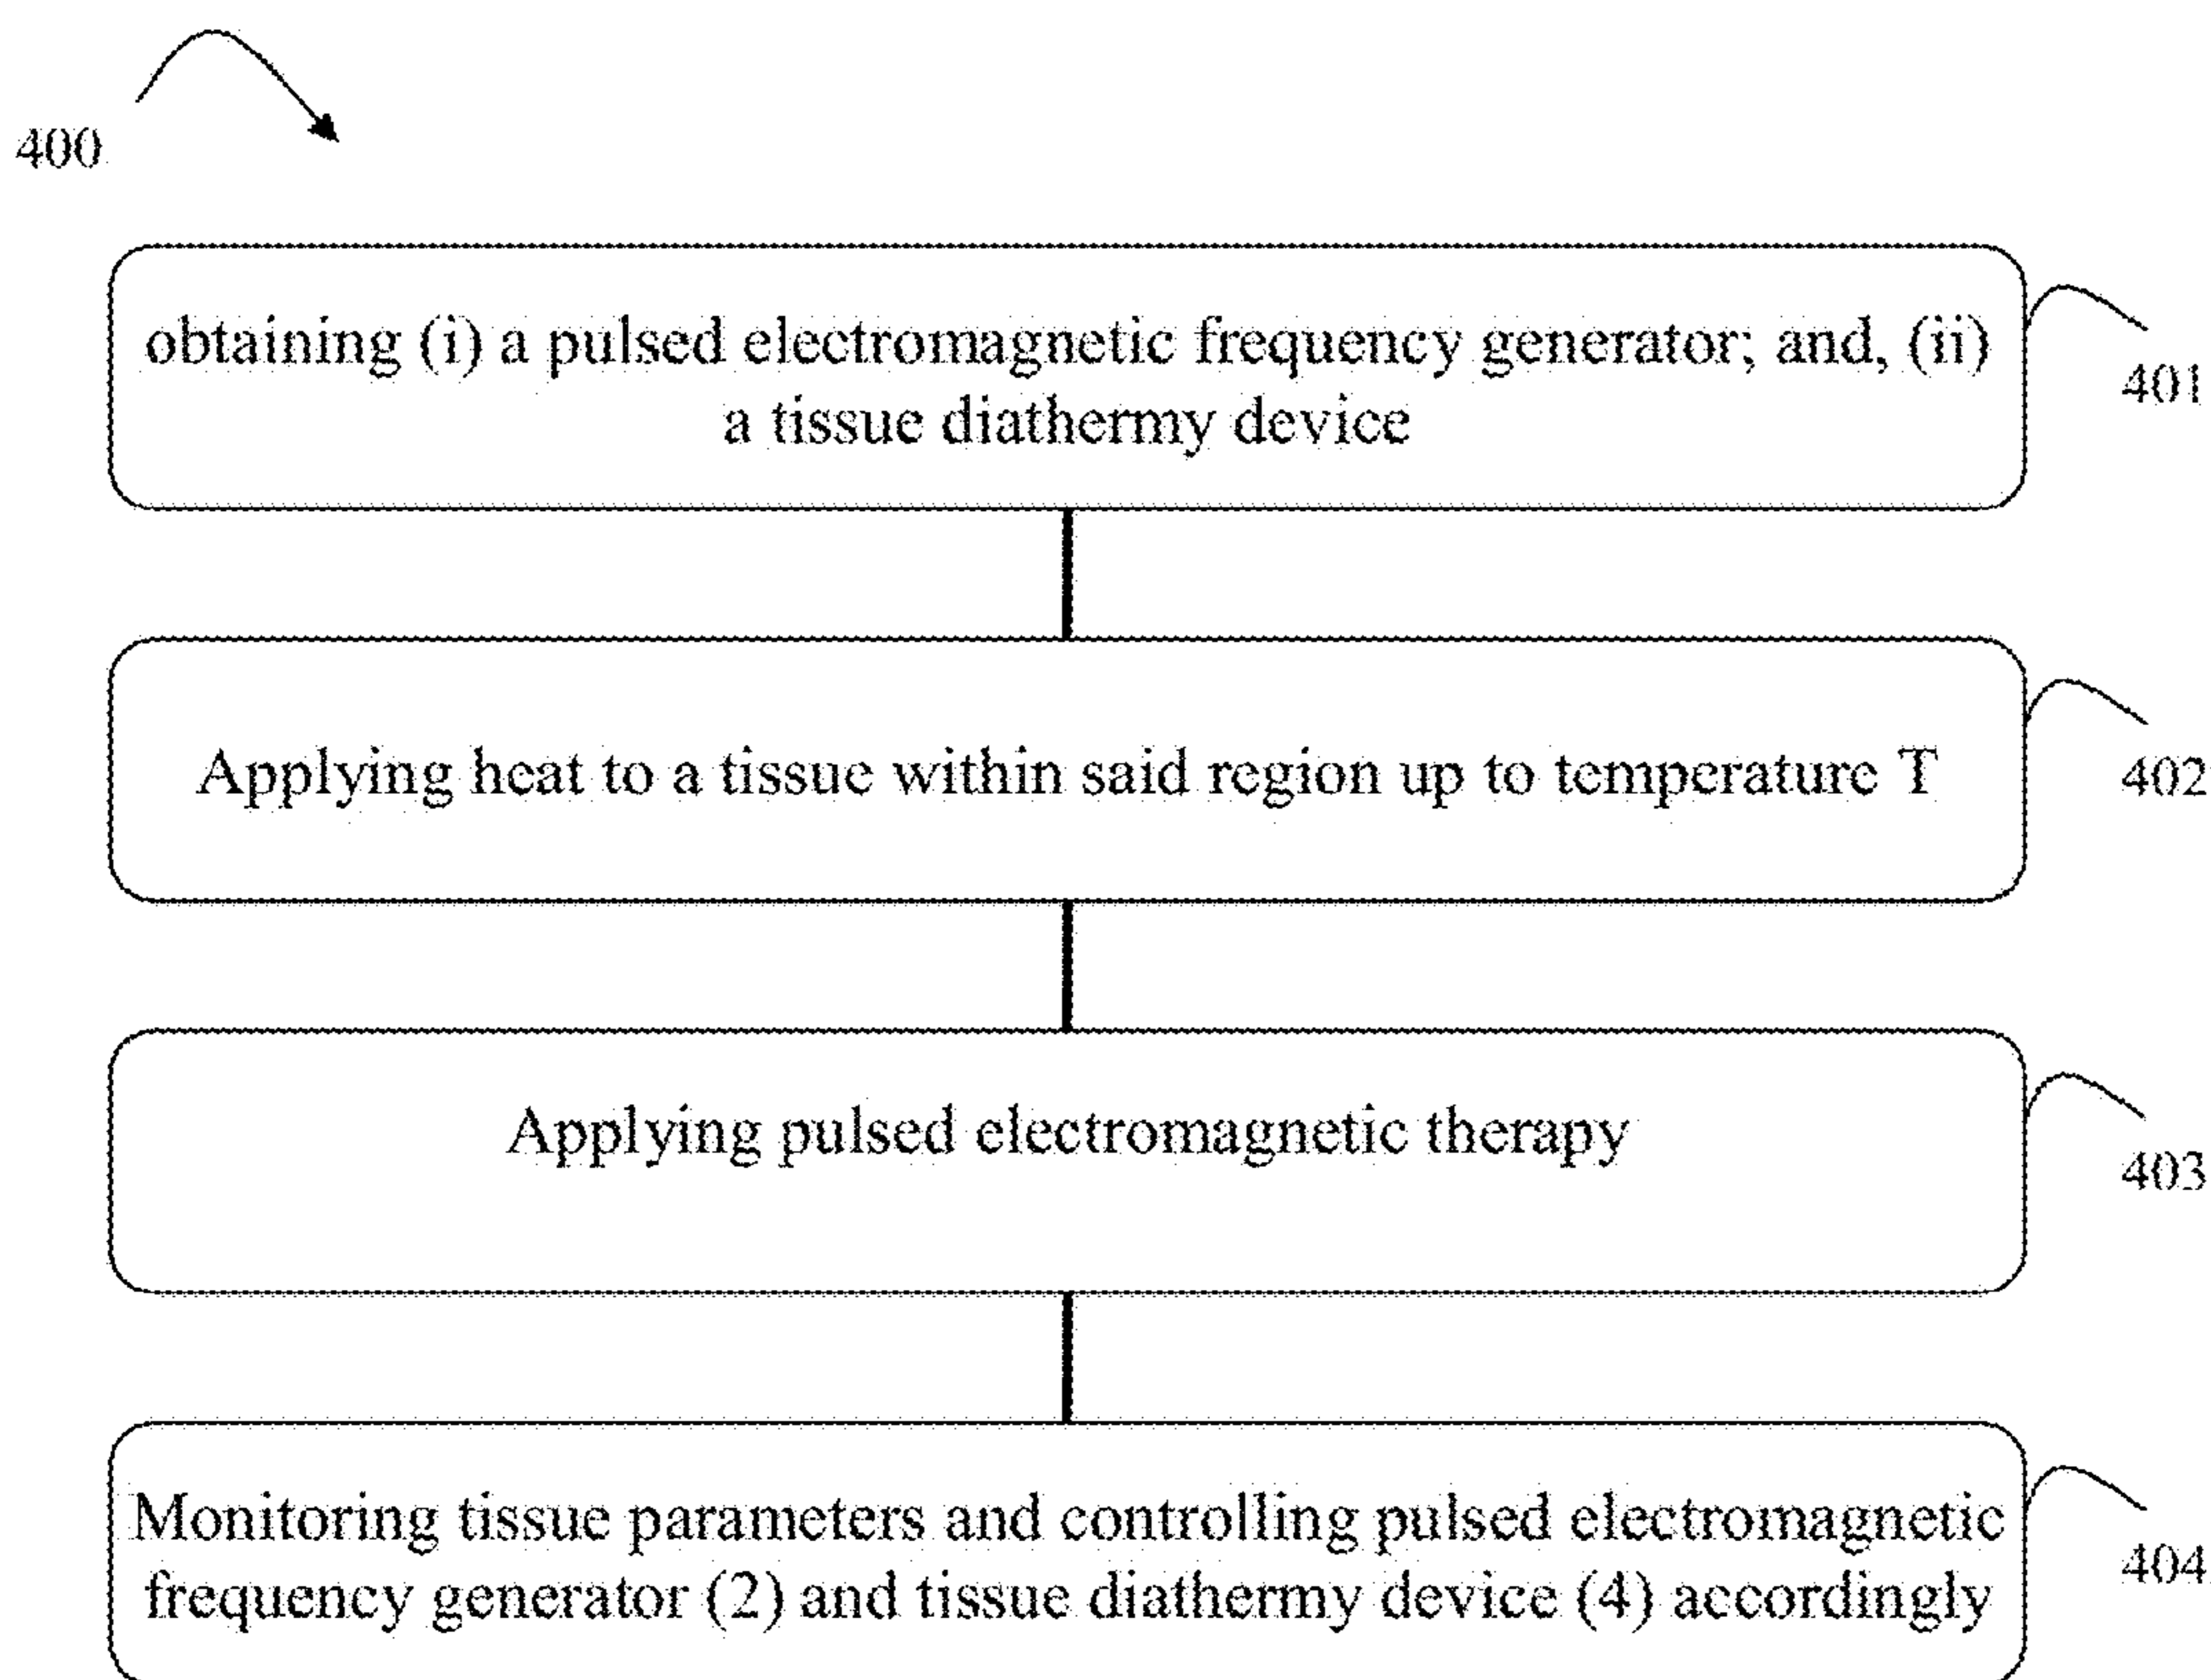 400
obtaining (i) a pulsed electromagnetic frequency generator; and, (ii)
a tissue diathermy device
401
Applying heat to a tissue within said region up to temperature T
402
Applying pulsed electromagnetic therapy
403
Monitoring tissue parameters and controlling pulsed electromagnetic
frequency generator (2) and tissue diathermy device (4) accordingly
404